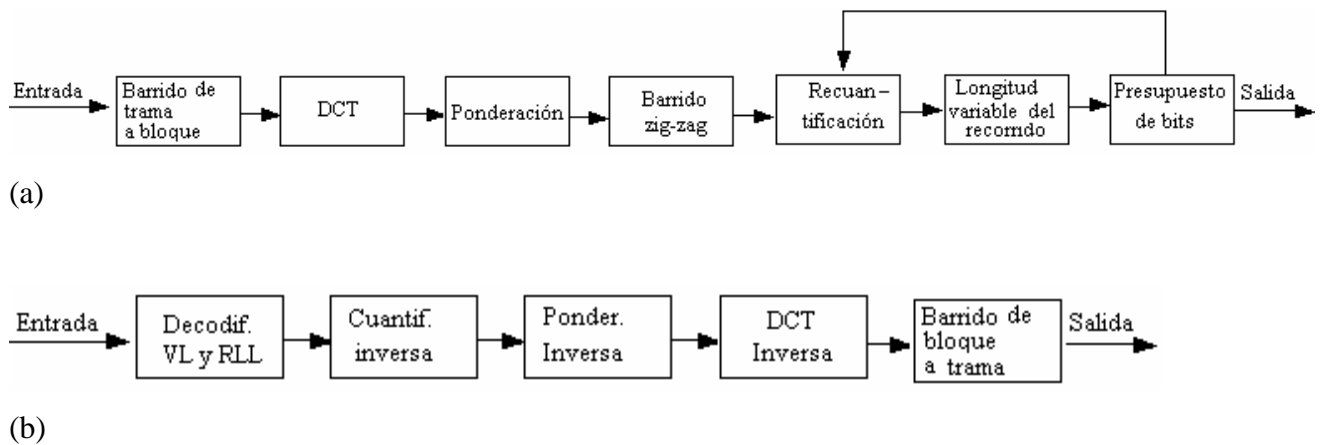 Entrada
Barrido de
trama
a bloque
DCT
Ponderación
Barrido
zig-zag
Recuan-
tificación
Longitud
variable del
recorrido
Presupuesto
de bits
Salida
(a)
Entrada
Decodif.
VL y RLL
Cuantif.
inversa
Ponder.
Inversa
DCT
Inversa
Barrido de
bloque
a trama
Salida
(b)